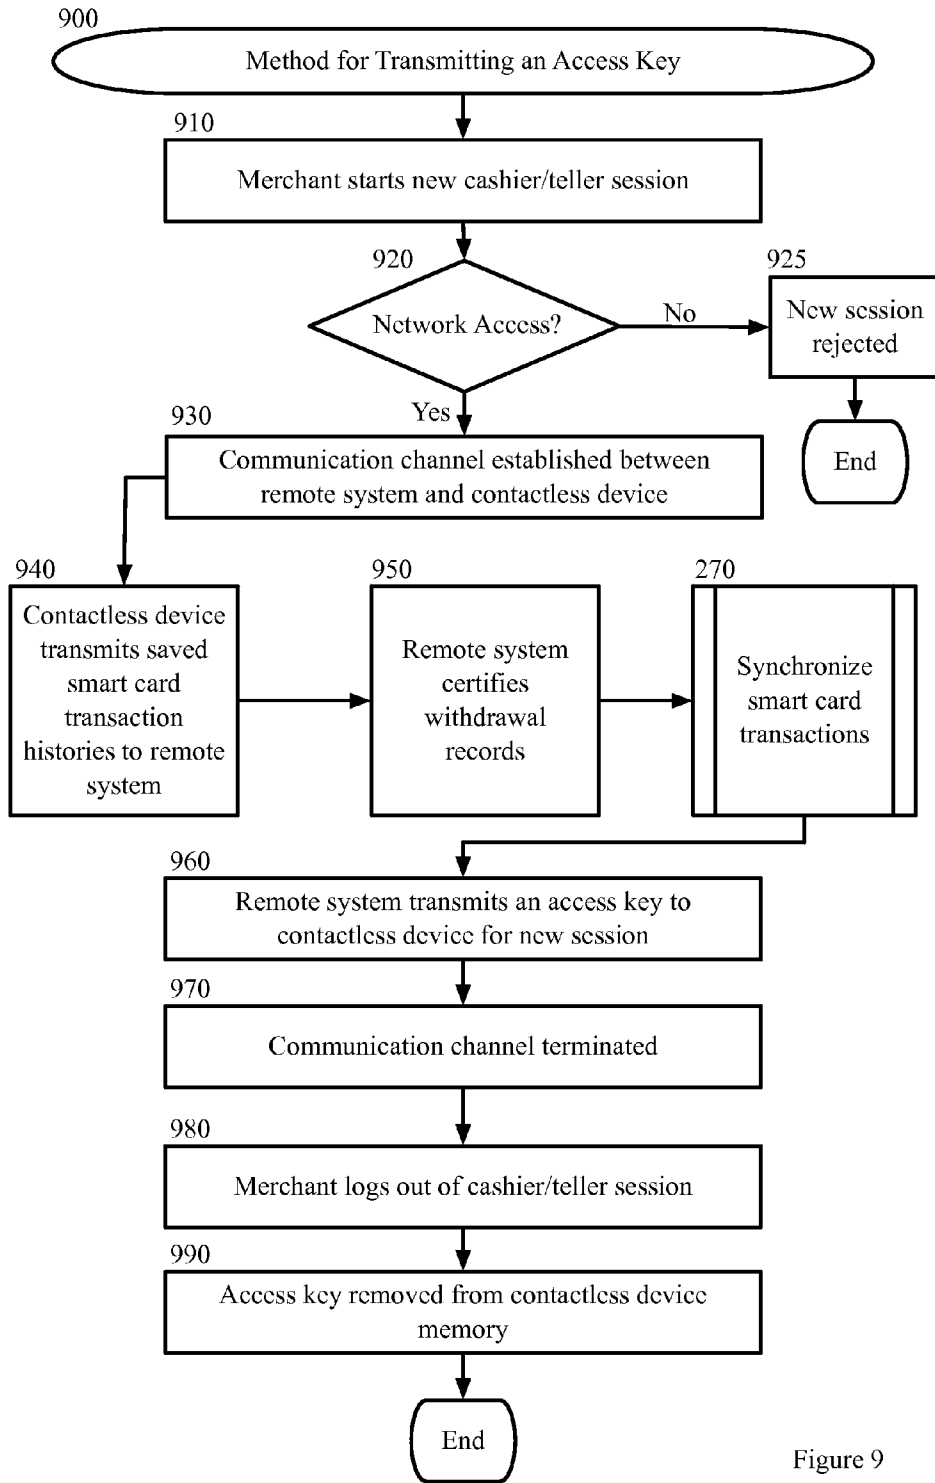 900
Method for Transmitting an Access Key
910
Merchant starts new cashier/teller session
920
Network Access?
No
925
New session
rejected
End
Yes
930
Communication channel established between
remote system and contactless device
940
Contactless device
transmits saved
smart card
transaction
histories to remote
system
950
Remote system
certifies
withdrawal
records
270
Synchronize
smart card
transactions
960
Remote system transmits an access key to
contactless device for new session
970
Communication channel terminated
980
Merchant logs out of cashier/teller session
990
Access key removed from contactless device
memory
End
Figure 9